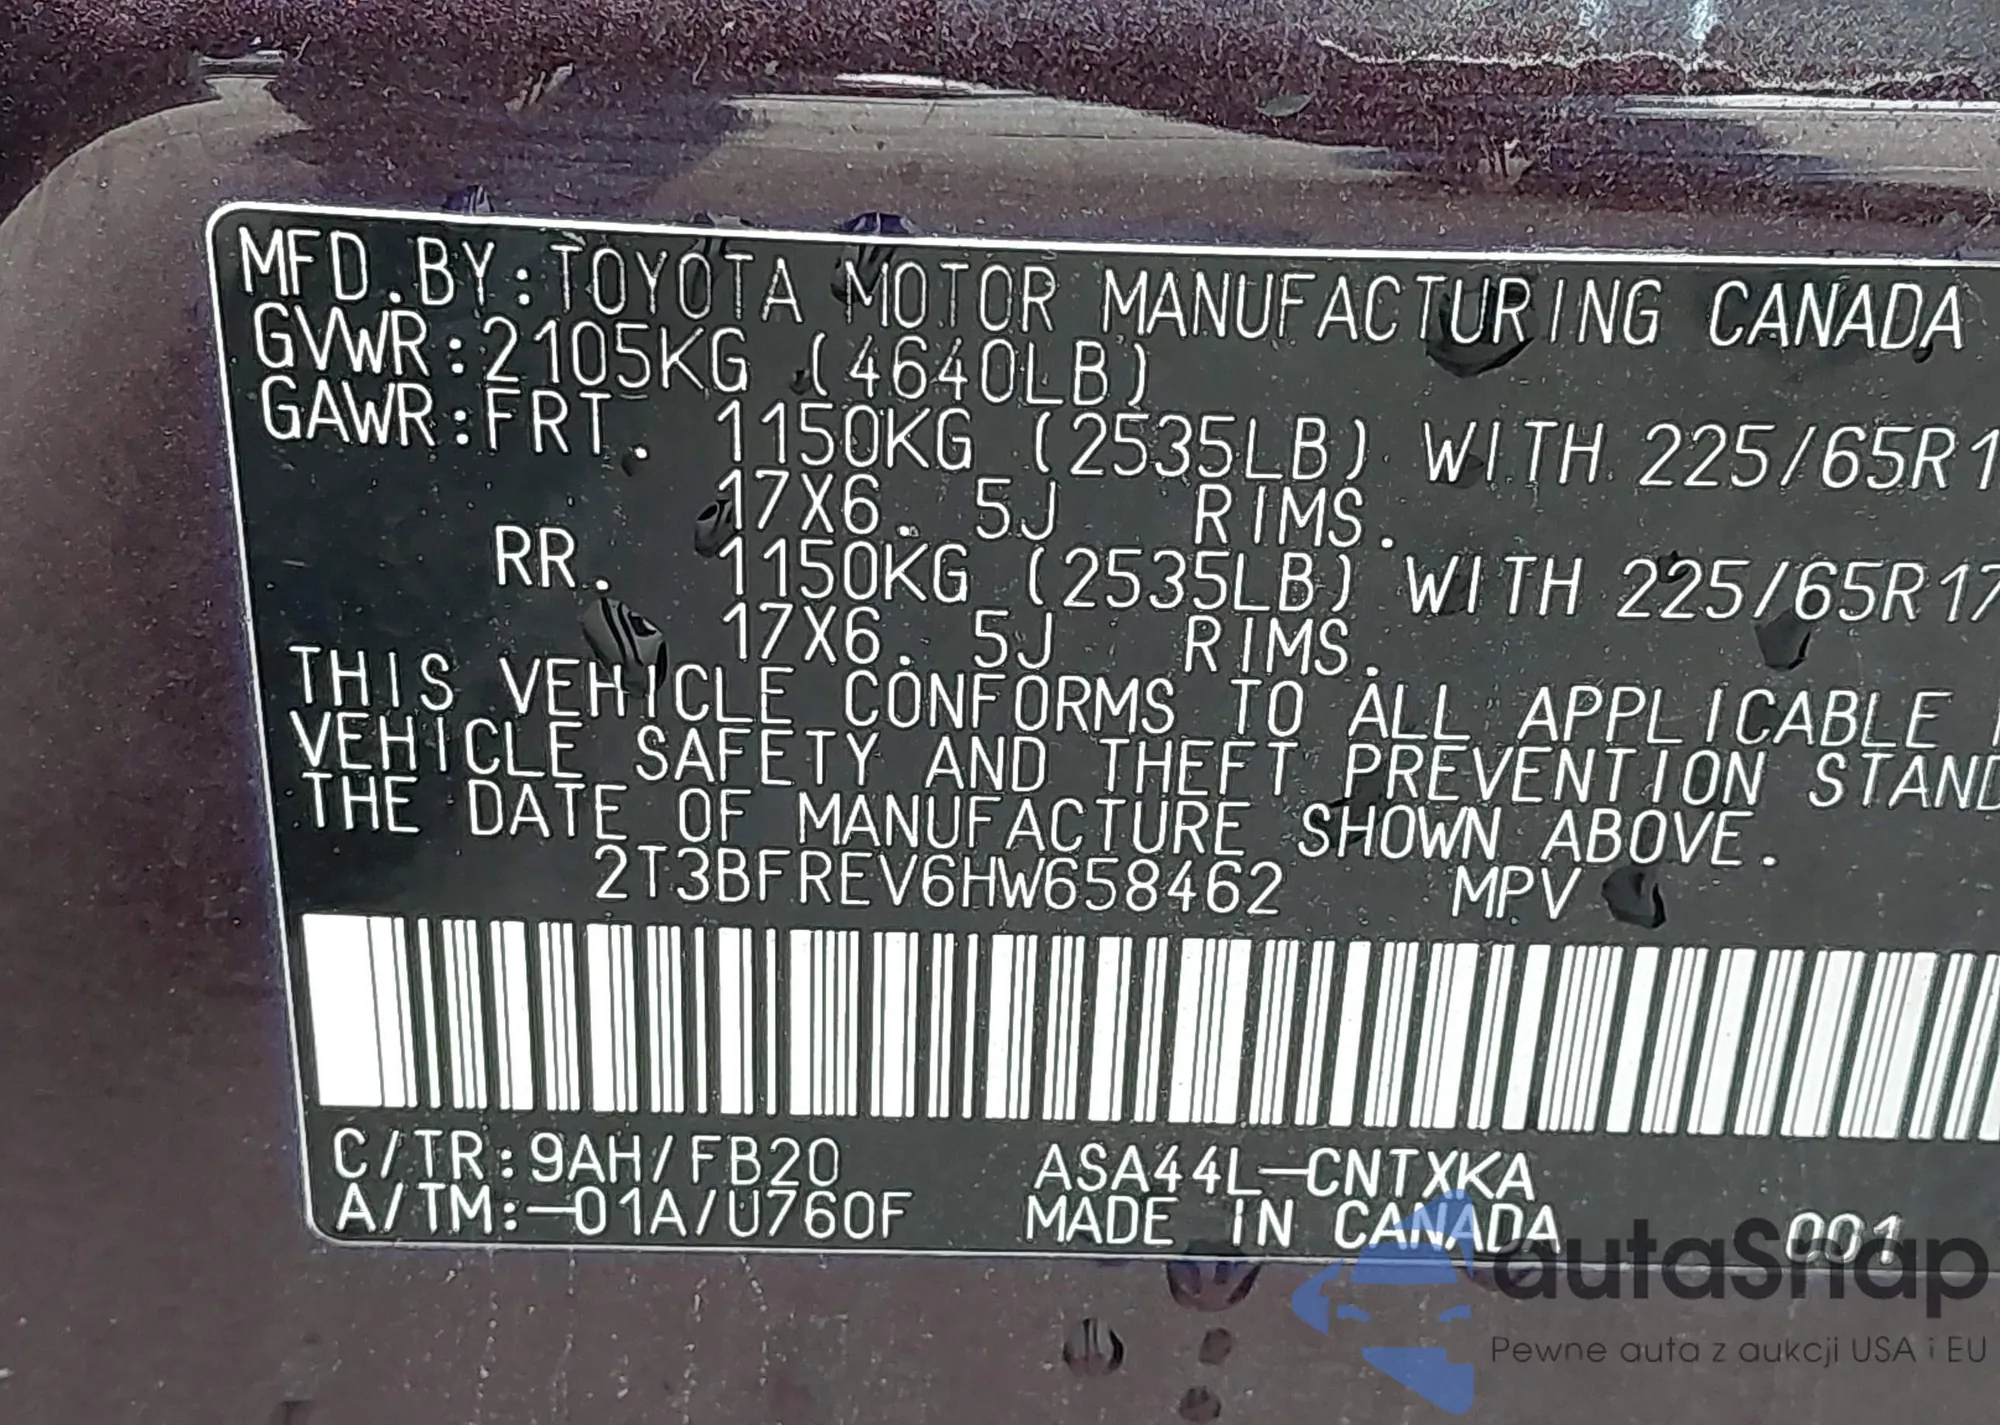 MFD.BY:TOYOTA MOTOR MANUFACTURING CANADA
GVWR:2105KG (4640LB)
GAWR:FRT. 1150KG (2535LB) WITH 225/65R1
17X6.5J RIMS.
RR. 1150KG (2535LB) WITH 225/65R17
17X6.5J RIMS.
THIS VEHICLE CONFORMS TO ALL APPLICABLE
VEHICLE SAFETY AND THEFT PREVENTION STAND
THE DATE OF MANUFACTURE SHOWN ABOVE.
2T3BFREV6HW658462 MPV
C/TR:9AH/FB20 ASA44L-CNTXKA
A/TM:-01A/U760F MADE IN CANADA 001
autaSnap
Pewne auta z aukcji USA i EU